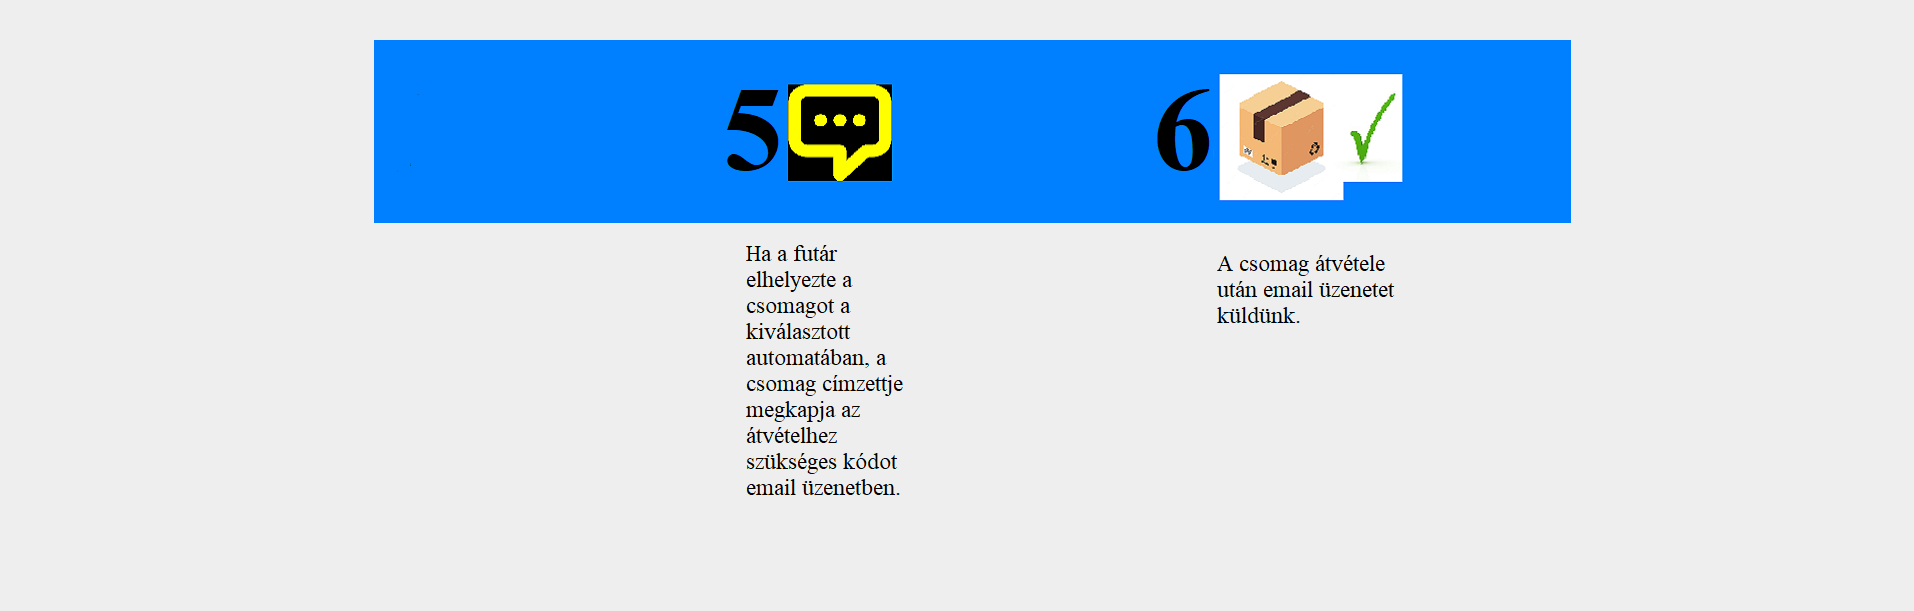 5
6
Ha a futár
elhelyezte a
csomagot a
kiválasztott
automatában, a
csomag címzettje
megkapja az
átvételhez
szükséges kódot
email üzenetben.
A csomag átvétele
után email üzenetet
küldünk.